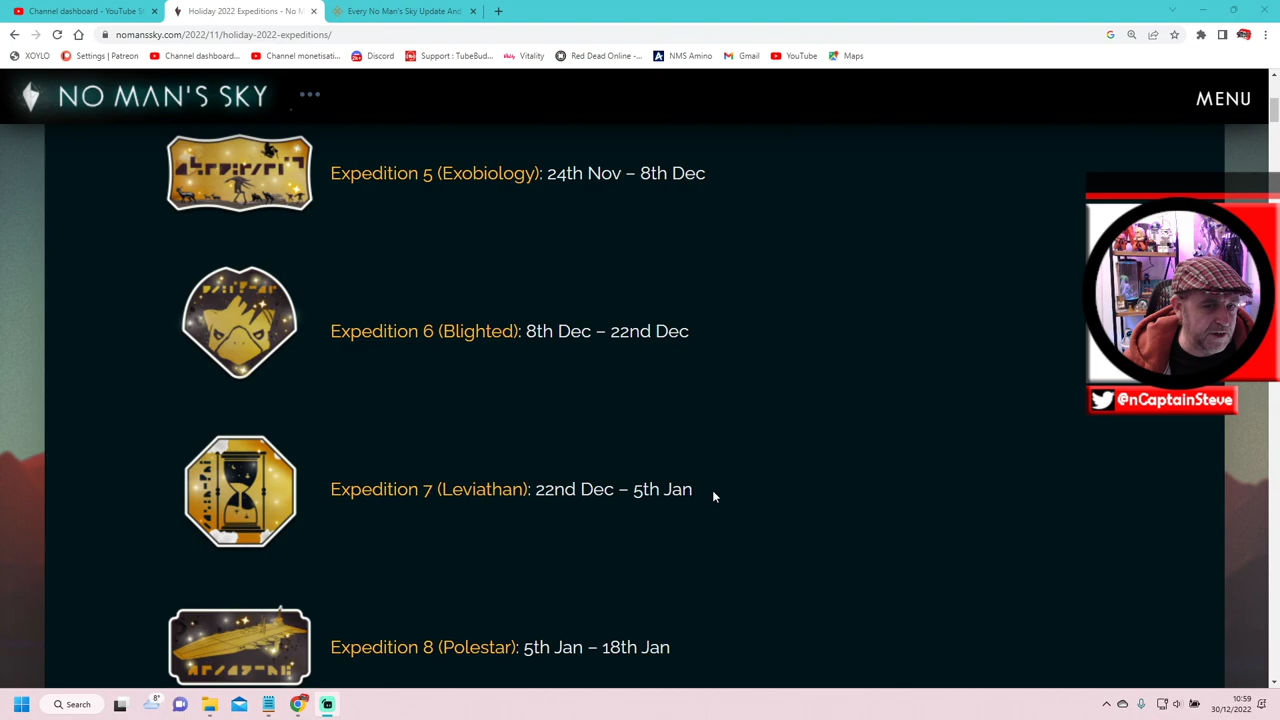 Channel dashboard - YouTube S
Holiday 2022 Expeditions - No M
Every No Man's Sky Update And
nomanssky.com/2022/11/holiday-2022-expeditions/
XOYLO
Settings | Patreon
Channel dashboard...
Channel monetisati...
Discord
Support : TubeBud...
Vitality
Red Dead Online -...
NMS Amino
Gmail
YouTube
Maps
NO MAN'S SKY
MENU
Expedition 5 (Exobiology): 24th Nov – 8th Dec
Expedition 6 (Blighted): 8th Dec – 22nd Dec
@nCaptainSteve
Expedition 7 (Leviathan): 22nd Dec – 5th Jan
Expedition 8 (Polestar): 5th Jan – 18th Jan
Search
8°
10:59
30/12/2022